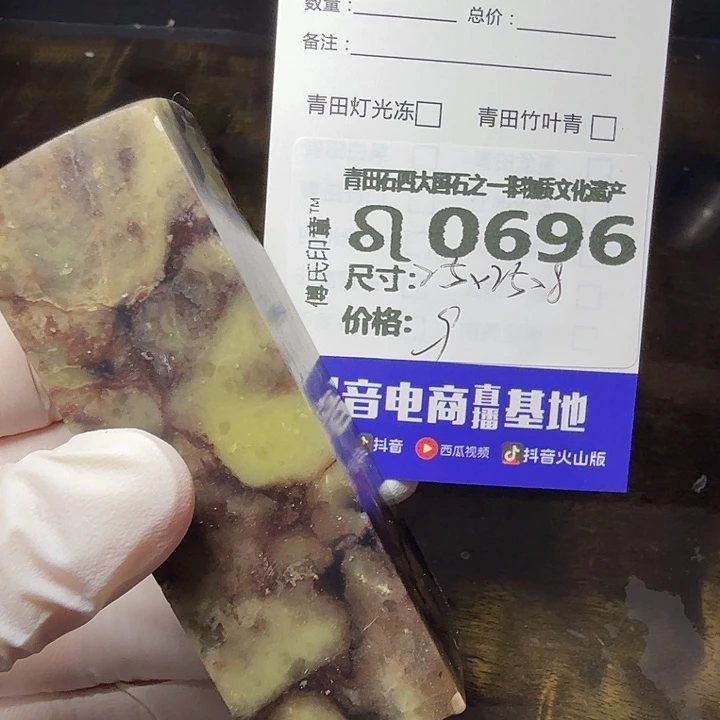 数量： 总价：
备注：
青田灯光冻 青田竹叶青
青田石四大国石之一非物质文化遗产
傅氏印章™
0696
尺寸：
价格：9
音电商直播基地
抖音 西瓜视频 抖音火山版